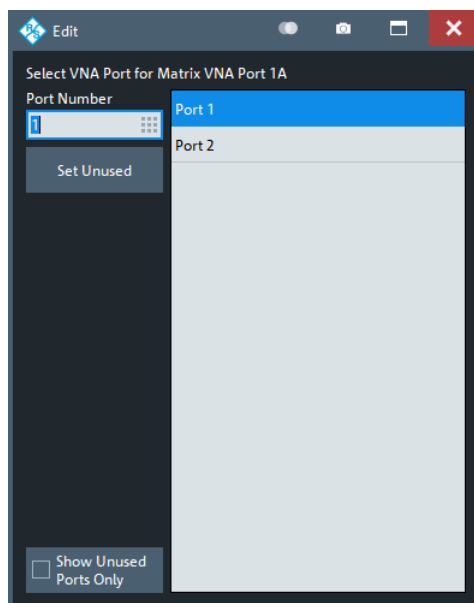 Edit
Select VNA Port for Matrix VNA Port 1A
Port Number
1
Set Unused
Port 1
Port 2
Show Unused
Ports Only